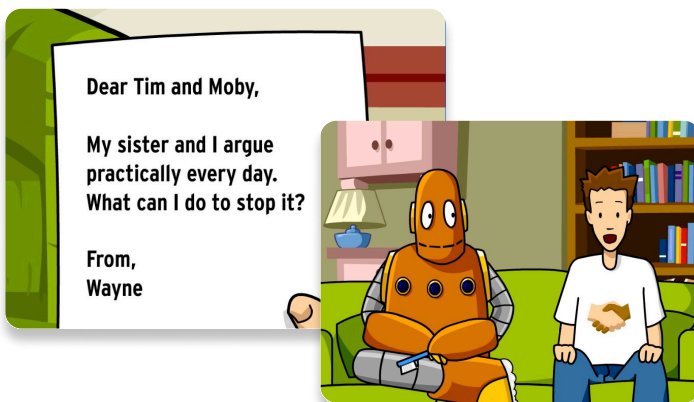 Dear Tim and Moby,
My sister and I argue
practically every day.
What can I do to stop it?
From,
Wayne